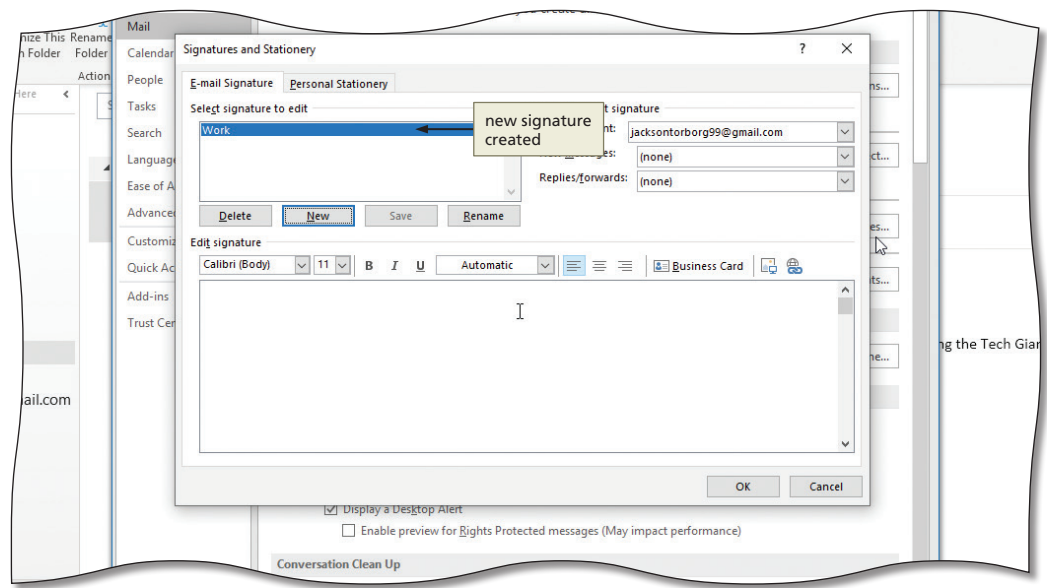 Mail
nize This Rename
n Folder Folder
Action
Here
Calendar
People
Tasks
Search
Language
Ease of A
Advanced
Customiz
Quick Ac
Add-ins
Trust Cen
ail.com
Signatures and Stationery
? ×
E-mail Signature Personal Stationery
Select signature to edit
t signature
Work
new signature
created
nt: jacksontorborg99@gmail.com
(none)
Replies/forwards: (none)
Delete New Save Rename
Edit signature
Calibri (Body) 11 B I U Automatic Business Card
OK Cancel
ns...
ct...
es...
ts...
ne...
ng the Tech Gian
Display a Desktop Alert
Enable preview for Rights Protected messages (May impact performance)
Conversation Clean Up